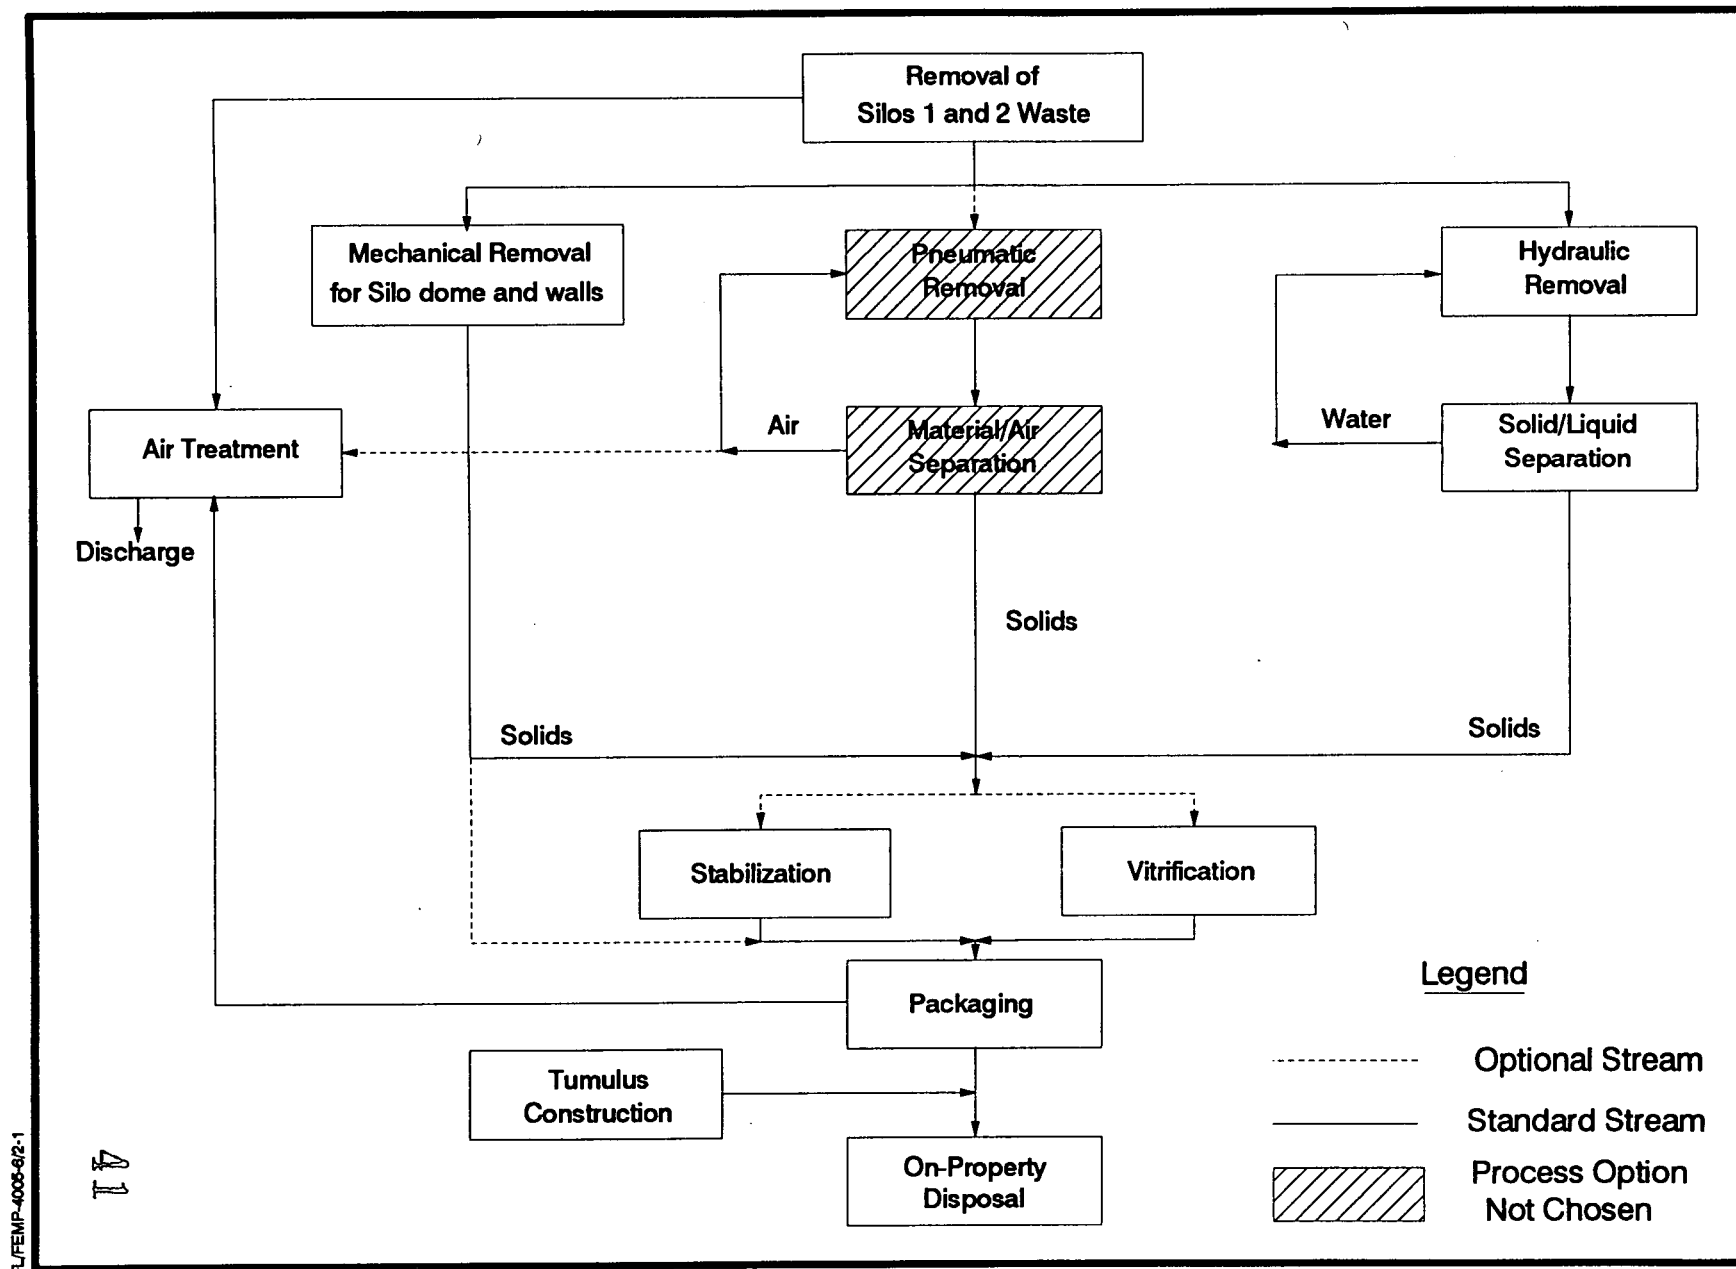 Removal of
Silos 1 and 2 Waste
Mechanical Removal
for Silo dome and walls
Pneumatic
Removal
Hydraulic
Removal
Air Treatment
Air
Material/Air
Separation
Water
Solid/Liquid
Separation
Discharge
Solids
Solids
Solids
Stabilization
Vitrification
Packaging
Legend
Tumulus
Construction
Optional Stream
Standard Stream
On-Property
Disposal
Process Option
Not Chosen
41
L/FEMP-4005-6/2-1